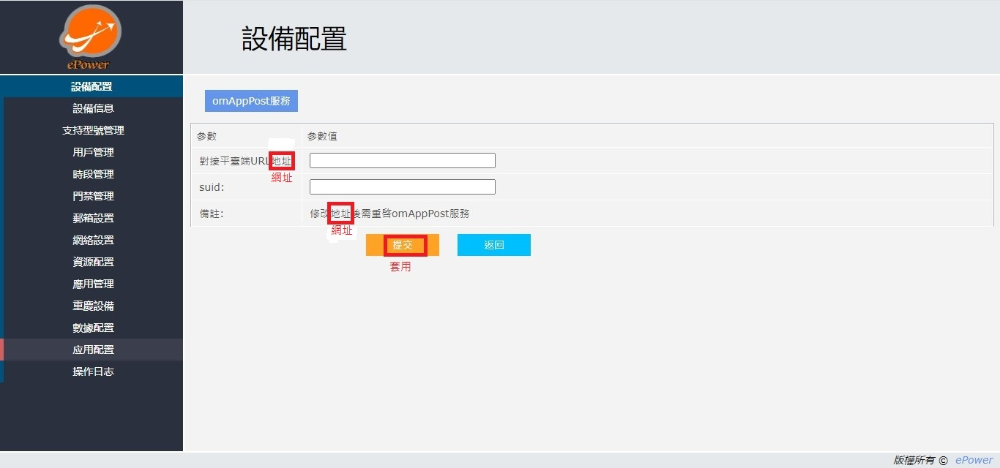 ePower
設備配置
設備配置
設備信息
支持型號管理
用戶管理
時段管理
門禁管理
郵箱設置
網絡設置
資源配置
應用管理
重慶設備
數據配置
应用配置
操作日志
omAppPost服務
參數 參數值
對接平臺端URL地址
網址
suid:
備註: 修改地址後需重啓omAppPost服務
網址
提交 返回
套用
版權所有 © ePower